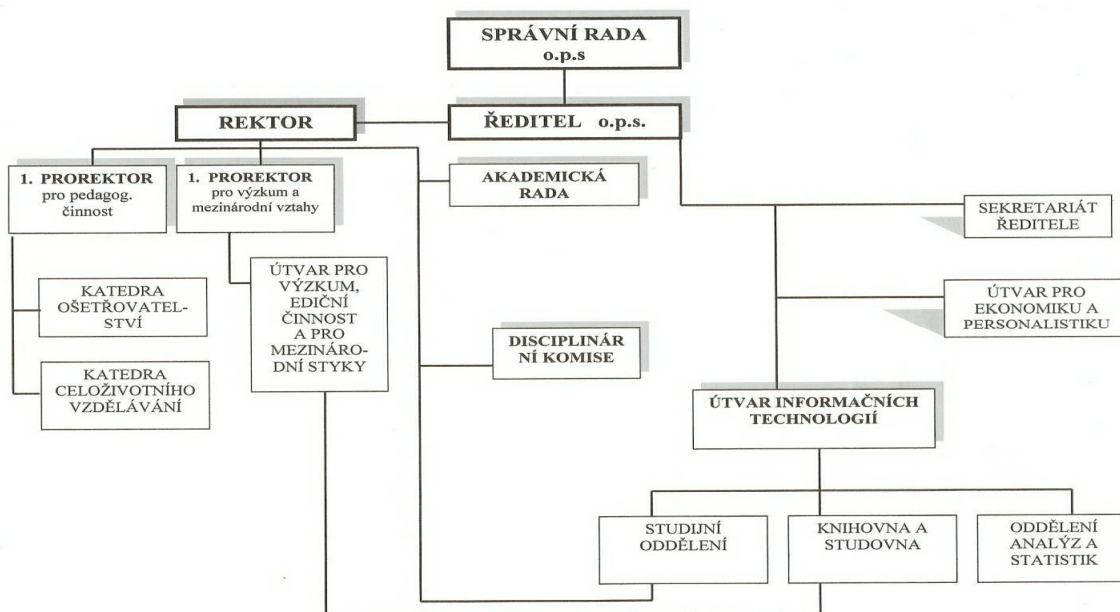 SPRÁVNÍ RADA
o.p.s
REKTOR
ŘEDITEL o.p.s.
1. PROREKTOR
pro pedagog.
činnost
1. PROREKTOR
pro výzkum a
mezinárodní vztahy
AKADEMICKÁ
RADA
SEKRETARIÁT
ŘEDITELE
KATEDRA
OŠETŘOVATEL-
STVÍ
ÚTVAR PRO
VÝZKUM,
EDIČNÍ
ČINNOST
A PRO
MEZINÁRO-
DNÍ STYKY
ÚTVAR PRO
EKONOMIKU A
PERSONALISTIKU
DISCIPLINÁR
NÍ KOMISE
KATEDRA
CELOŽIVOTNÍHO
VZDĚLÁVÁNÍ
ÚTVAR INFORMAČNÍCH
TECHNOLOGIÍ
STUDIJNÍ
ODDĚLENÍ
KNIHOVNA A
STUDOVNA
ODDĚLENÍ
ANALÝZ A
STATISTIK